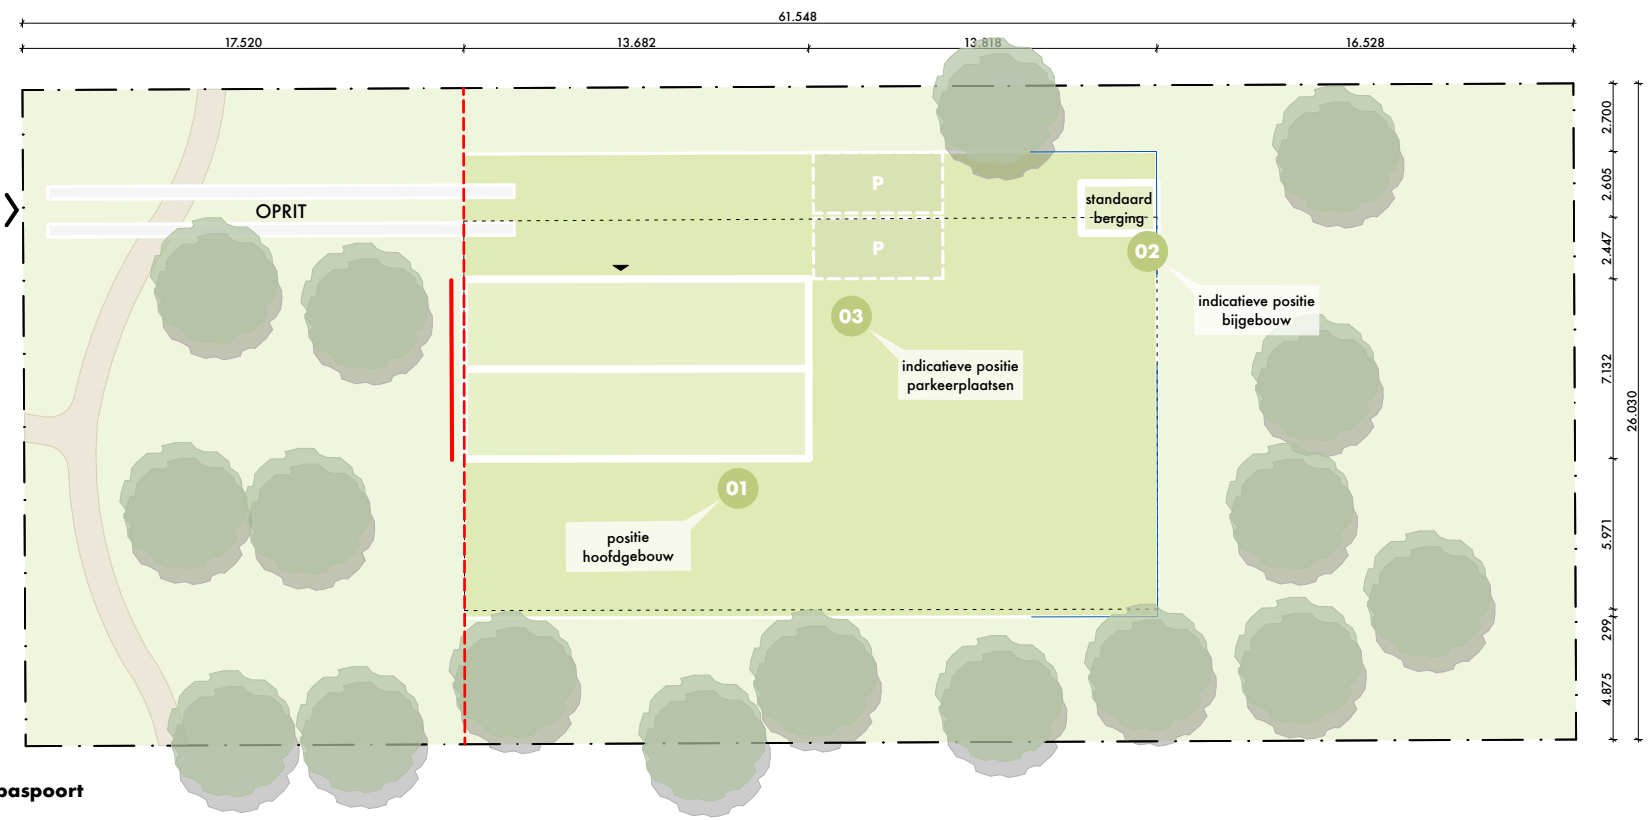 61.548
17.520 13.682 13.818 16.528
2.700
2.605
2.447
7.132
26.030
5.971
299
4.875
OPRIT
P
P
standaard
berging
02
indicatieve positie
bijgebouw
03
indicatieve positie
parkeerplaatsen
01
positie
hoofdgebouw
paspoort